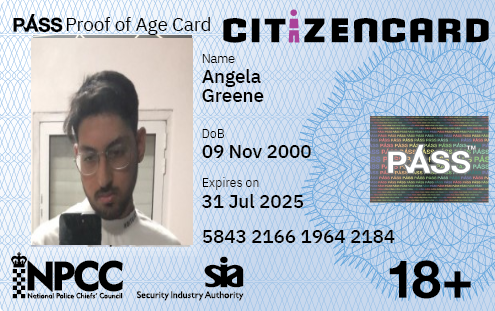 PASS Proof of Age Card
CITIZENCARD
Name
Angela
Greene
DoB
09 Nov 2000
Expires on
31 Jul 2025
5843 2166 1964 2184
PASS™
NPCC
National Police Chiefs' Council
sia
Security Industry Authority
18+